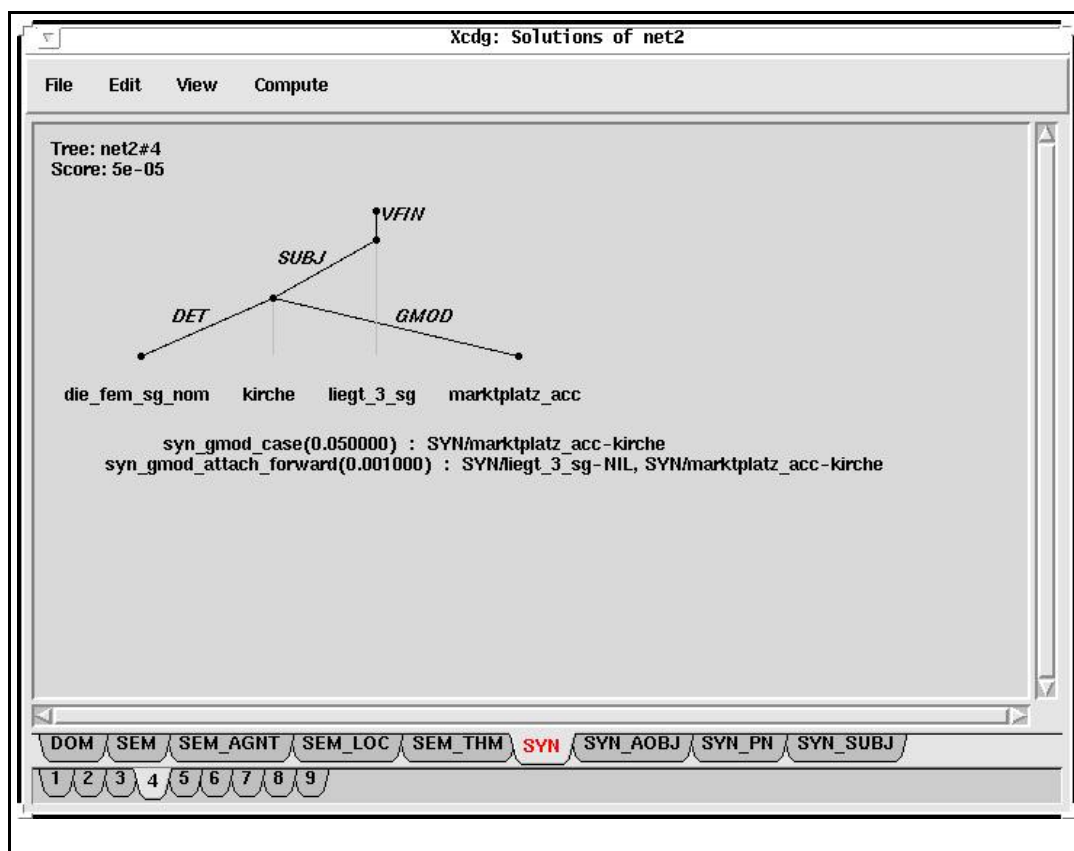 Xcdg: Solutions of net2
File Edit View Compute
Tree: net2#4
Score: 5e-05
VFIN
SUBJ
DET GMOD
die_fem_sg_nom kirche liegt_3_sg marktplatz_acc
syn_gmod_case(0.050000) : SYN/marktplatz_acc-kirche
syn_gmod_attach_forward(0.001000) : SYN/liegt_3_sg-NIL, SYN/marktplatz_acc-kirche
DOM SEM SEM_AGNT SEM_LOC SEM_THM SYN SYN_AOBJ SYN_PN SYN_SUBJ
1 2 3 4 5 6 7 8 9